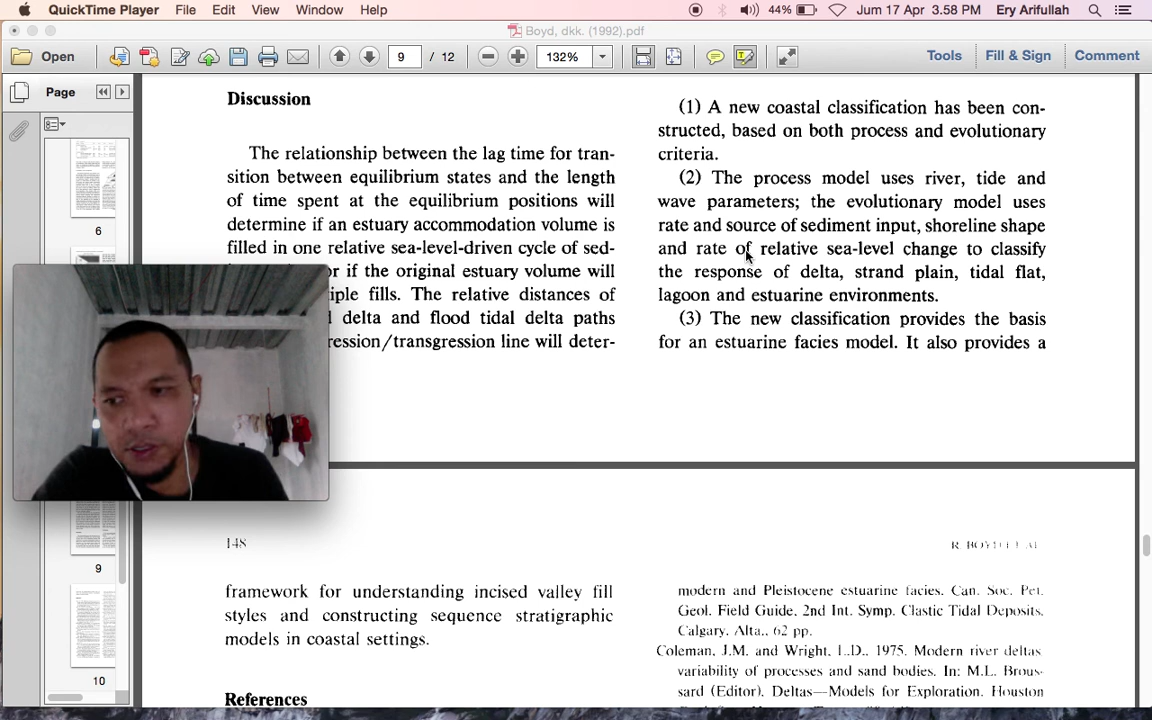 QuickTime Player File Edit View Window Help 44% Jum 17 Apr 3.58 PM Ery Arifullah
Boyd, dkk. (1992).pdf
Open 9 / 12 132% Tools Fill & Sign Comment
Page
6
9
10
Discussion
The relationship between the lag time for tran-
sition between equilibrium states and the length
of time spent at the equilibrium positions will
determine if an estuary accommodation volume is
filled in one relative sea-level-driven cycle of sed-
or if the original estuary volume will
fills. The relative distances of
delta and flood tidal delta paths
/transgression line will deter-
(1) A new coastal classification has been con-
structed, based on both process and evolutionary
criteria.
(2) The process model uses river, tide and
wave parameters; the evolutionary model uses
rate and source of sediment input, shoreline shape
and rate of relative sea-level change to classify
the response of delta, strand plain, tidal flat,
lagoon and estuarine environments.
(3) The new classification provides the basis
for an estuarine facies model. It also provides a
148
R. BOYD ET AL
framework for understanding incised valley fill
styles and constructing sequence stratigraphic
models in coastal settings.
References
modern and Pleistocene estuarine facies. Can. Soc. Pet.
Geol. Field Guide, 2nd Int. Symp. Clastic Tidal Deposits,
Calgary, Alta., 62 pp.
Coleman, J.M. and Wright, L.D., 1975. Modern river deltas
variability of processes and sand bodies. In: M.L. Brous-
sard (Editor), Deltas—Models for Exploration. Houston